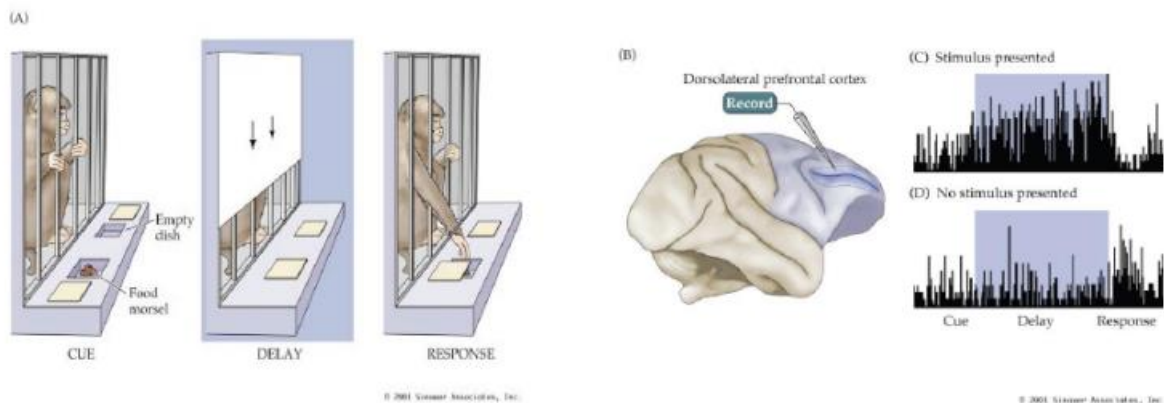 (A)
Empty
dish
Food
morsel
CUE
DELAY
RESPONSE
© 2001 Sinauer Associates, Inc.
(B)
Dorsolateral prefrontal cortex
Record
(C) Stimulus presented
(D) No stimulus presented
Cue
Delay
Response
© 2001 Sinauer Associates, Inc.